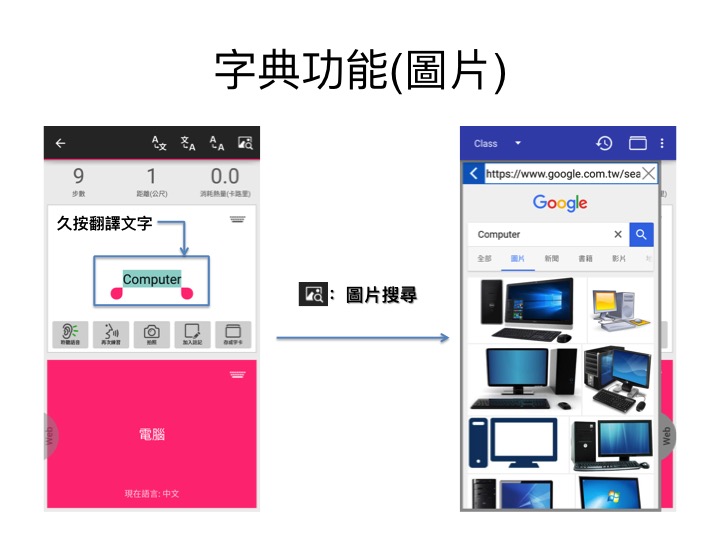 字典功能(圖片)
9
1
0.0
步數
距離(公尺)
消耗熱量(卡路里)
久按翻譯文字
Computer
聆聽語音
再次練習
拍照
加入日記
存成字卡
電腦
現在語言: 中文
Web
：圖片搜尋
Class
https://www.google.com.tw/sea
Google
Computer
全部
圖片
新聞
書籍
影片
Web